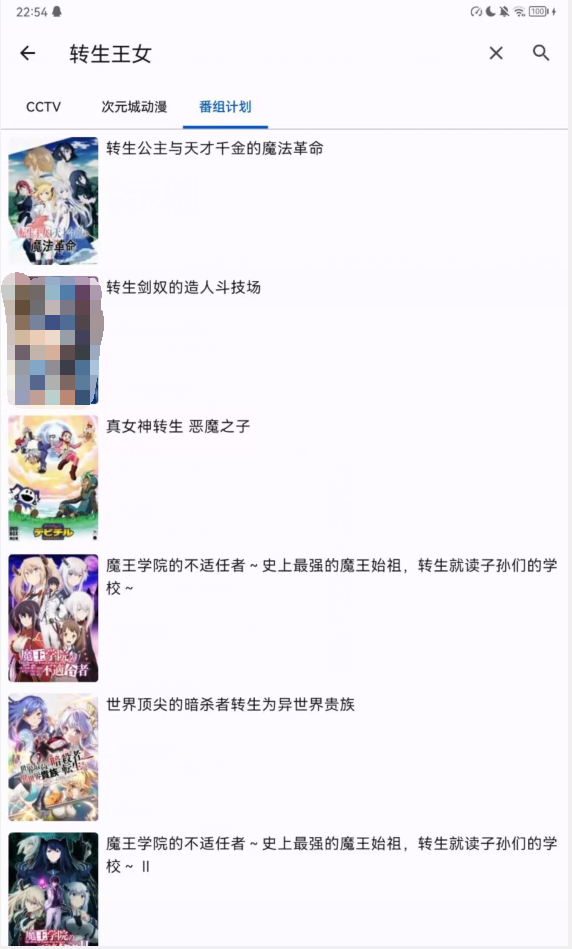 22:54
100
转生王女
CCTV 次元城动漫 番组计划
转生公主与天才千金的魔法革命
魔法革命
转生剑奴的造人斗技场
真女神转生 恶魔之子
デビチル
魔王学院的不适任者~史上最强的魔王始祖，转生就读子孙们的学
校~
魔王学院の
不適合者
世界顶尖的暗杀者转生为异世界贵族
魔王学院的不适任者~史上最强的魔王始祖，转生就读子孙们的学
校~ Ⅱ
魔王学院の